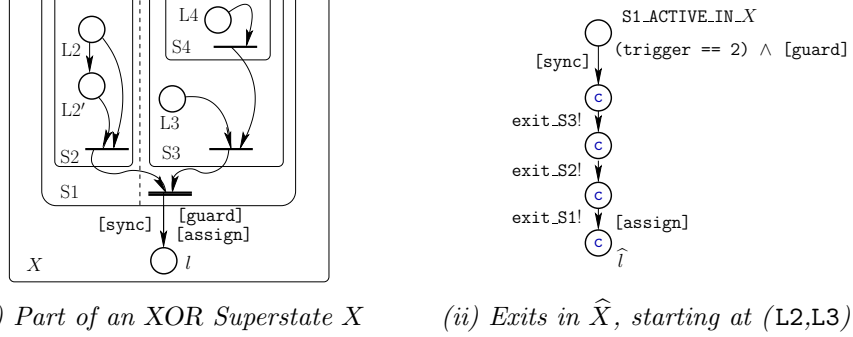 L4
S4
L2
L2′
L3
S2
S3
S1
[sync]
[guard]
[assign]
X
l
S1_ACTIVE_IN_X
(trigger == 2) ∧ [guard]
[sync]
c
exit_S3!
c
exit_S2!
c
exit_S1!
[assign]
c
l̂
) Part of an XOR Superstate X
(ii) Exits in X̂, starting at (L2,L3)